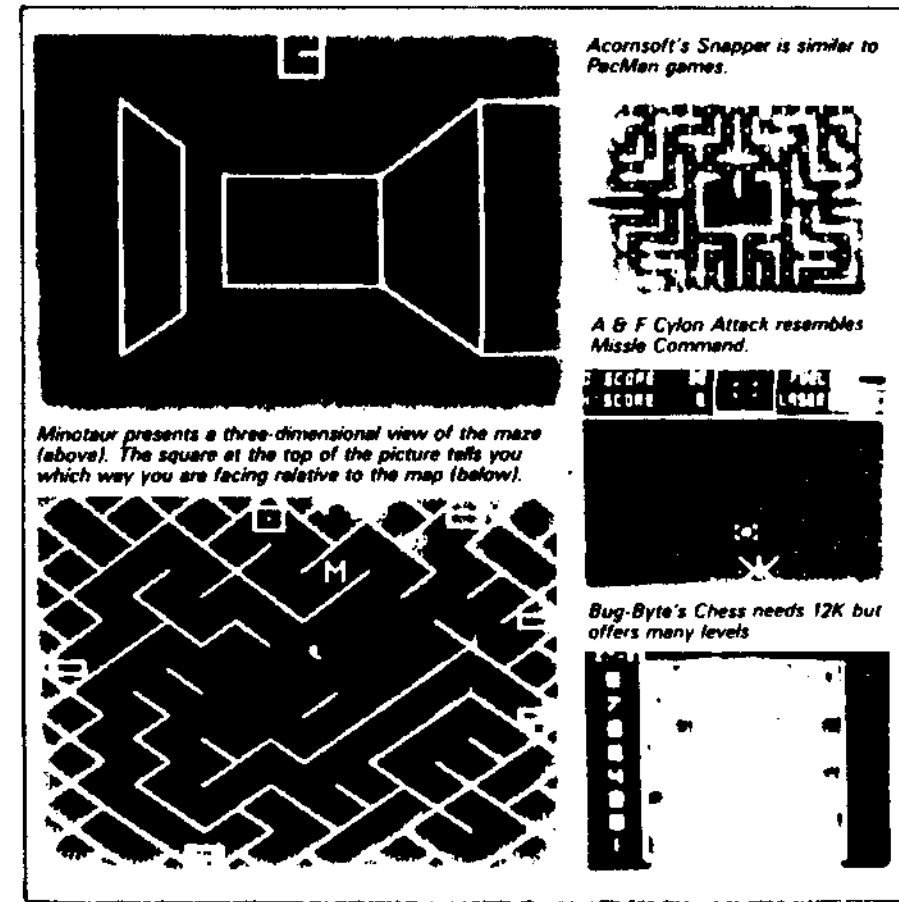 Acornsoft's Snapper is similar to
PacMan games.
A & F Cylon Attack resembles
Missle Command.
SCORE
FUEL
SCORE
LASER
Minotaur presents a three-dimensional view of the maze
(above). The square at the top of the picture tells you
which way you are facing relative to the map (below).
M
Bug-Byte's Chess needs 12K but
offers many levels